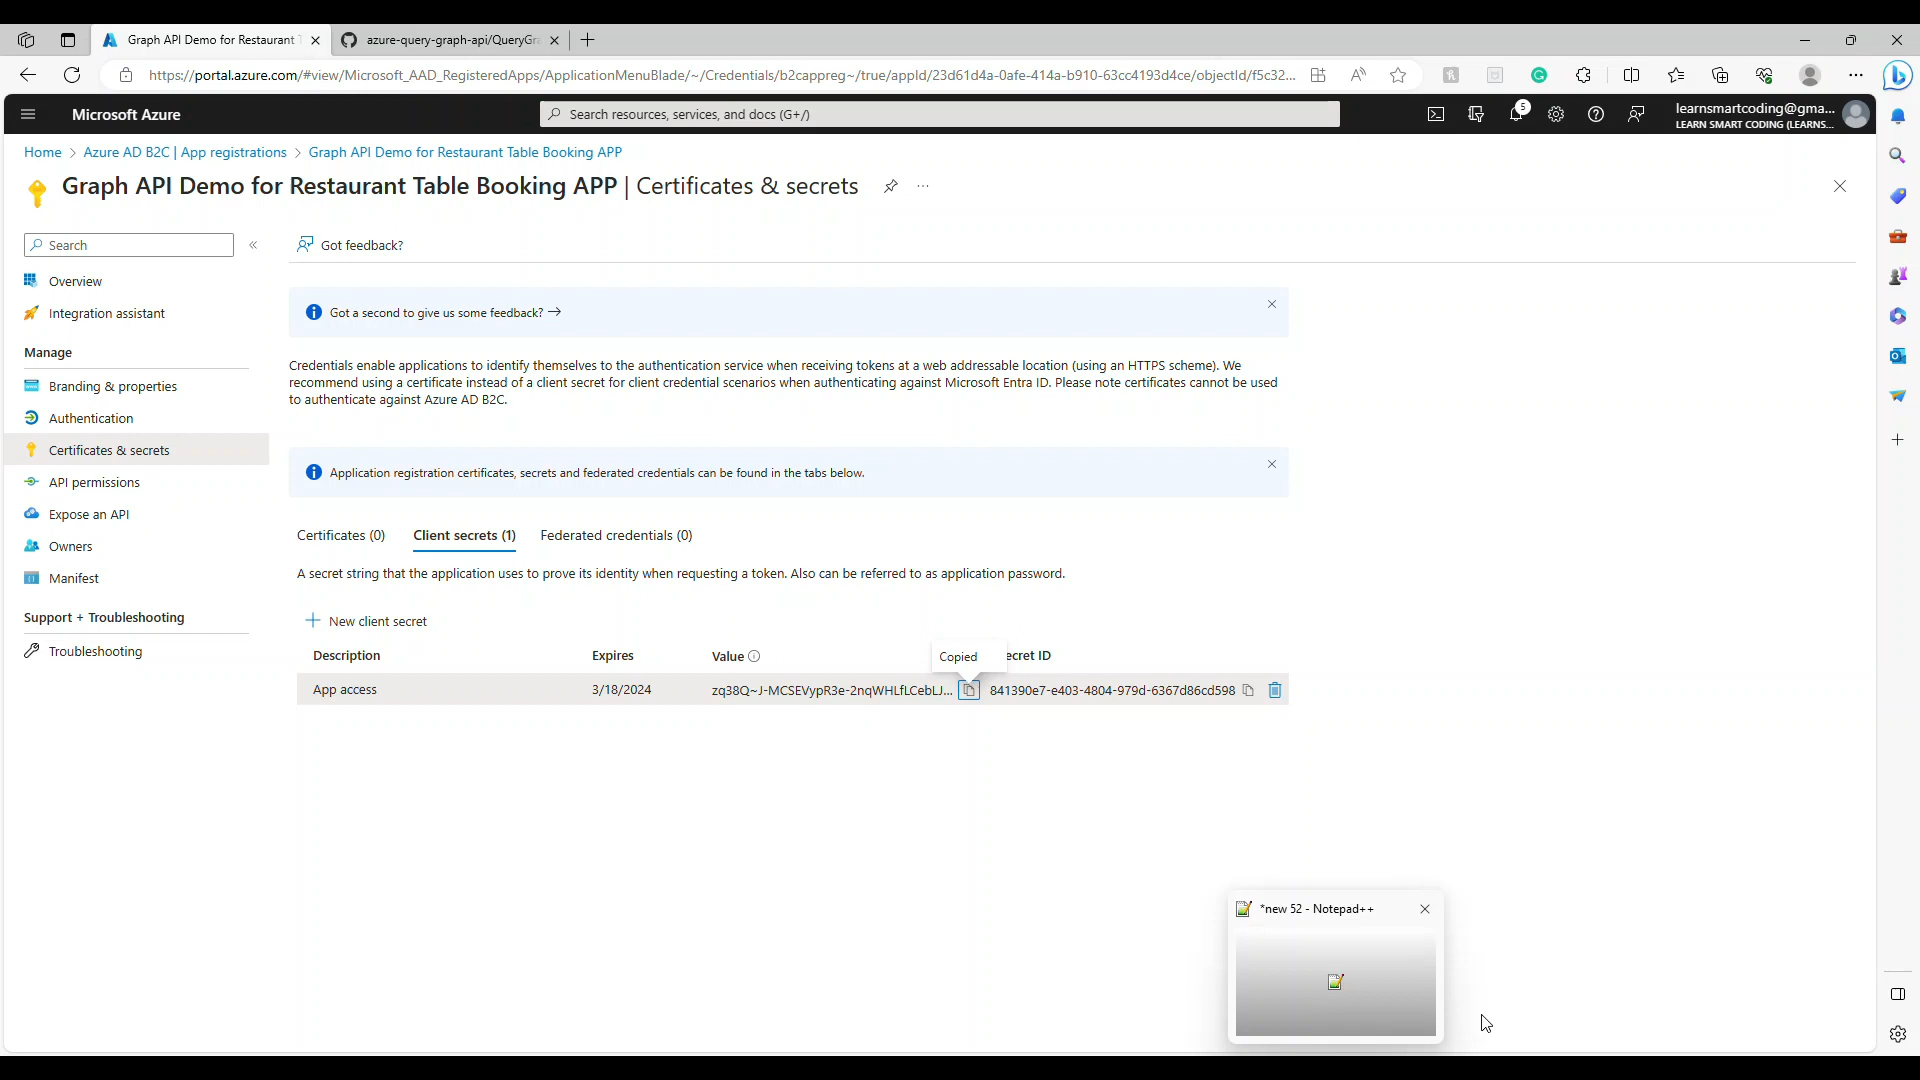 Graph API Demo for Restaurant T
azure-query-graph-api/QueryGra
https://portal.azure.com/#view/Microsoft_AAD_RegisteredApps/ApplicationMenuBlade/~/Credentials/b2cappreg~/true/appId/23d61d4a-0afe-414a-b910-63cc4193d4ce/objectId/f5c32...
Microsoft Azure
Search resources, services, and docs (G+/)
5
learnsmartcoding@gma...
LEARN SMART CODING (LEARNS...
Home > Azure AD B2C | App registrations > Graph API Demo for Restaurant Table Booking APP
Graph API Demo for Restaurant Table Booking APP | Certificates & secrets
Search
Got feedback?
Overview
Integration assistant
Manage
Branding & properties
Authentication
Certificates & secrets
API permissions
Expose an API
Owners
Manifest
Support + Troubleshooting
Troubleshooting
Got a second to give us some feedback?
Credentials enable applications to identify themselves to the authentication service when receiving tokens at a web addressable location (using an HTTPS scheme). We
recommend using a certificate instead of a client secret for client credential scenarios when authenticating against Microsoft Entra ID. Please note certificates cannot be used
to authenticate against Azure AD B2C.
Application registration certificates, secrets and federated credentials can be found in the tabs below.
Certificates (0) Client secrets (1) Federated credentials (0)
A secret string that the application uses to prove its identity when requesting a token. Also can be referred to as application password.
New client secret
Description Expires Value Copied ecret ID
App access 3/18/2024 zq38Q~J-MCSEVypR3e-2nqWHLfLCebLJ... 841390e7-e403-4804-979d-6367d86cd598
*new 52 - Notepad++